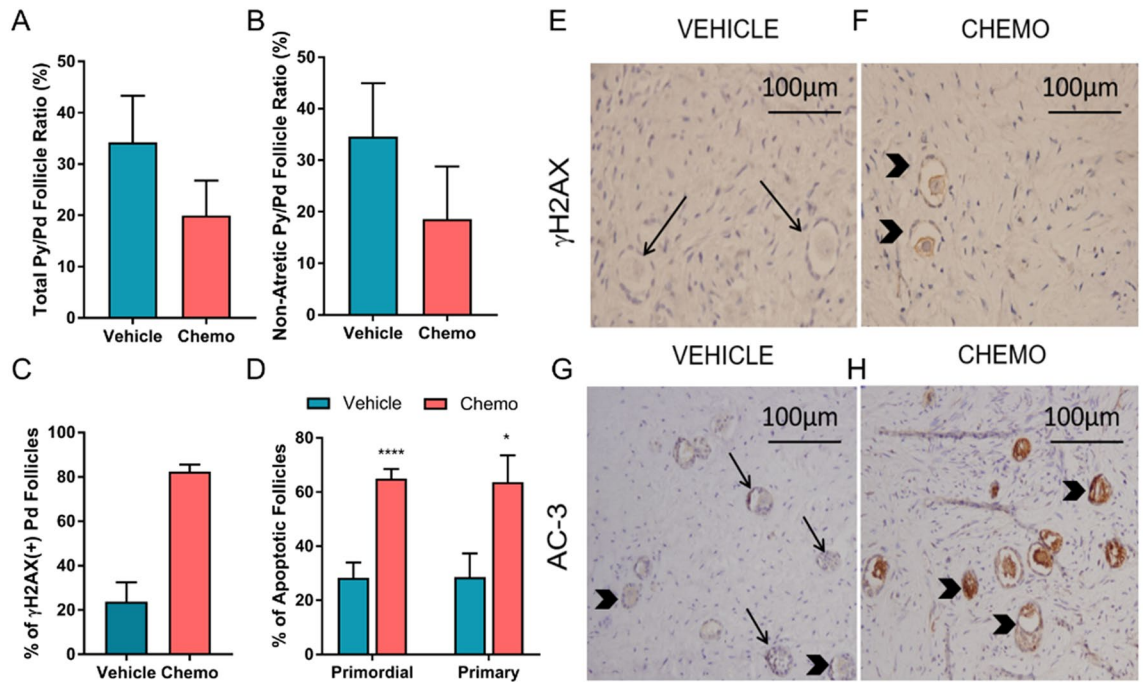 A
Total Py/Pd Follicle Ratio (%)
50
40
30
20
10
0
Vehicle Chemo
B
Non-Atretic Py/Pd Follicle Ratio (%)
50
40
30
20
10
0
Vehicle Chemo
C
% of γH2AX(+) Pd Follicles
100
80
60
40
20
0
Vehicle Chemo
D
Vehicle Chemo
% of Apoptotic Follicles
80
60
40
20
0
****
*
Primordial Primary
E
VEHICLE
γH2AX
100μm
F
CHEMO
100μm
G
VEHICLE
AC-3
100μm
H
CHEMO
100μm